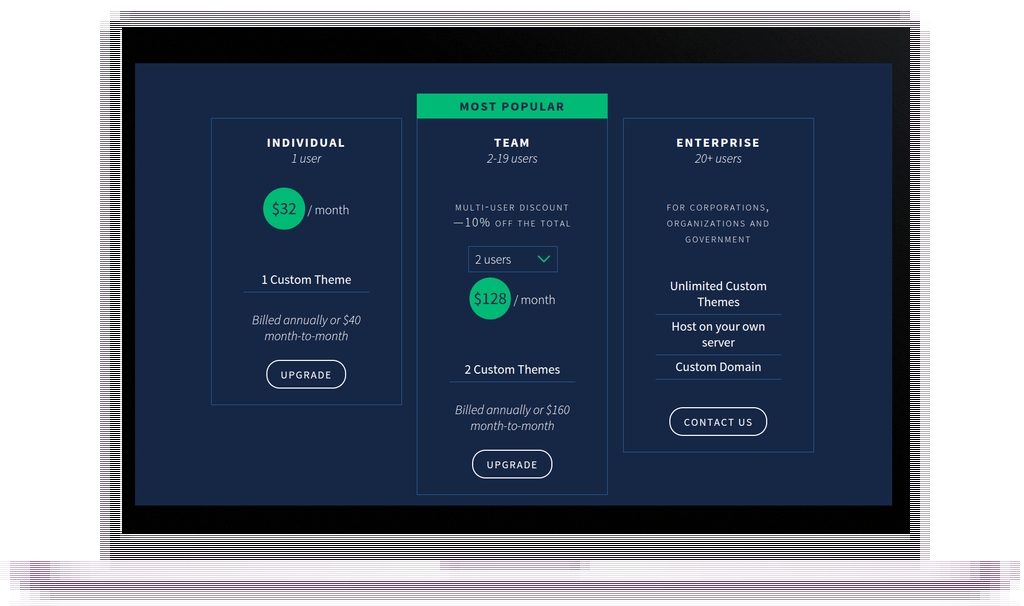 INDIVIDUAL
1 user
$32 / month
1 Custom Theme
Billed annually or $40
month-to-month
UPGRADE
MOST POPULAR
TEAM
2-19 users
MULTI-USER DISCOUNT
—10% OFF THE TOTAL
2 users
$128 / month
2 Custom Themes
Billed annually or $160
month-to-month
UPGRADE
ENTERPRISE
20+ users
FOR CORPORATIONS,
ORGANIZATIONS AND
GOVERNMENT
Unlimited Custom
Themes
Host on your own
server
Custom Domain
CONTACT US